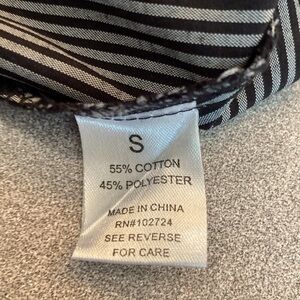 S
55% COTTON
45% POLYESTER
MADE IN CHINA
RN#102724
SEE REVERSE
FOR CARE